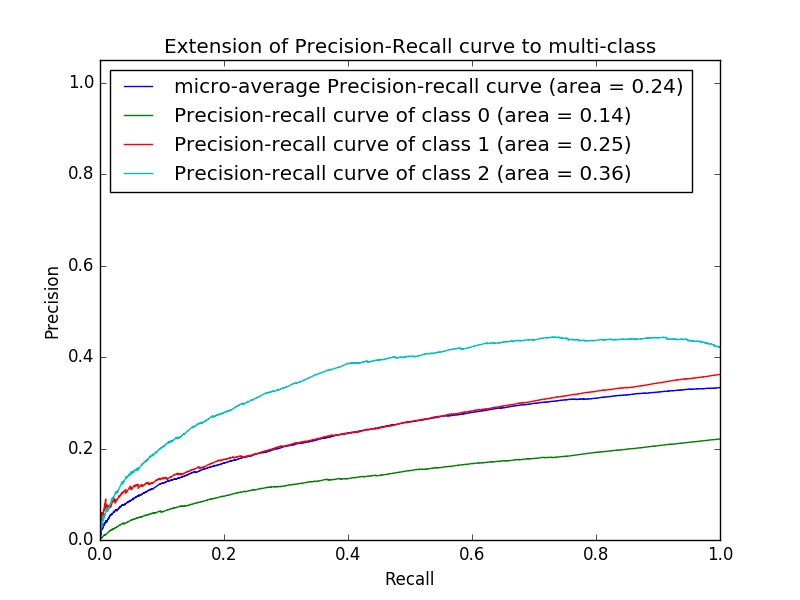 Extension of Precision-Recall curve to multi-class
micro-average Precision-recall curve (area = 0.24)
Precision-recall curve of class 0 (area = 0.14)
Precision-recall curve of class 1 (area = 0.25)
Precision-recall curve of class 2 (area = 0.36)
1.0
0.8
0.6
0.4
0.2
0.0
Precision
0.0 0.2 0.4 0.6 0.8 1.0
Recall